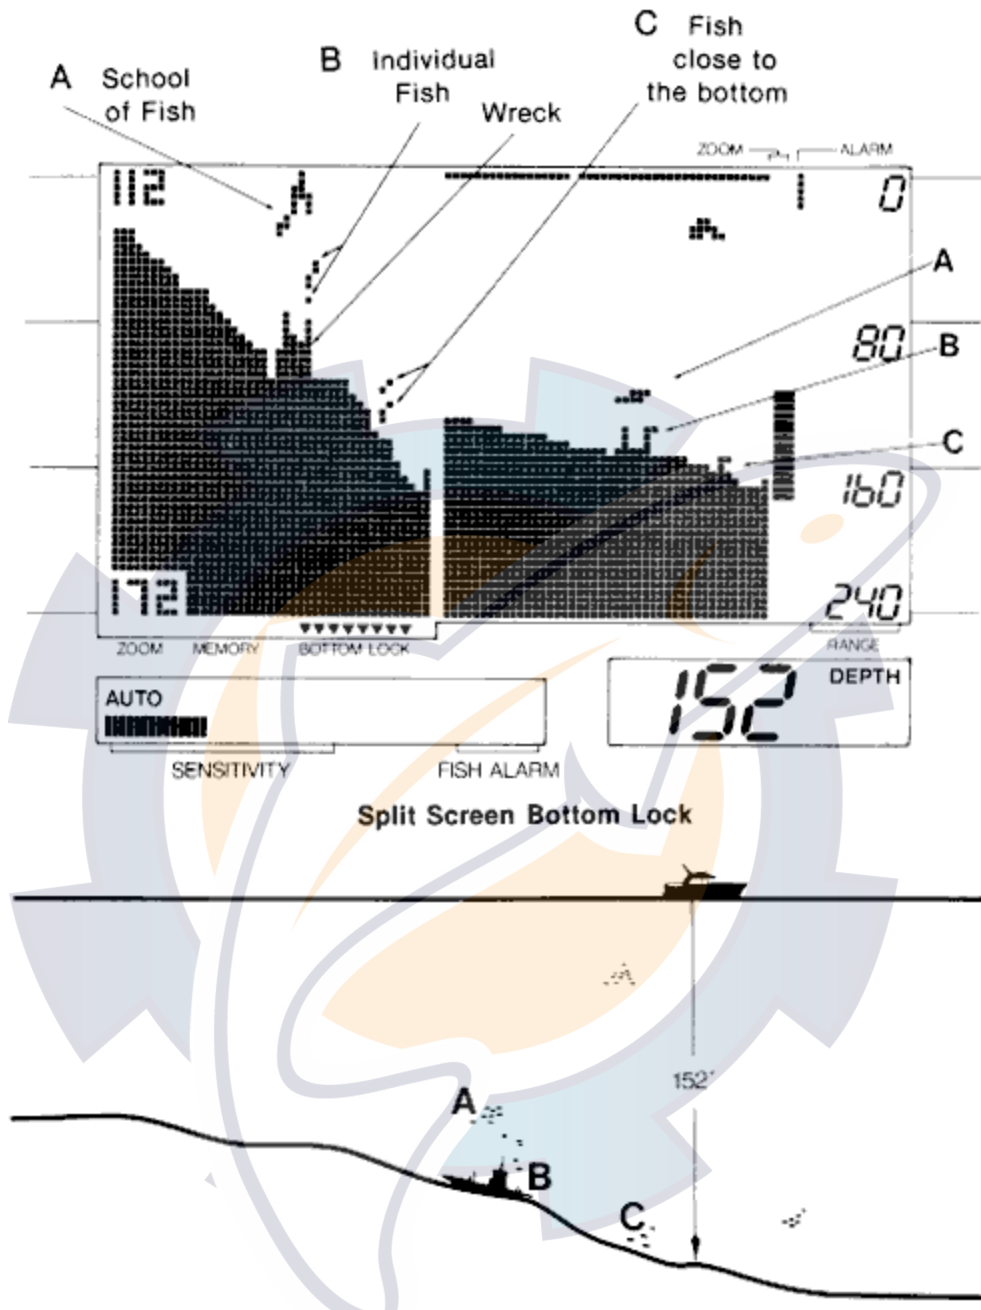 A School
of Fish
B Individual
Fish
Wreck
C Fish
close to
the bottom
ZOOM
ALARM
112
0
A
80
B
C
160
172
240
ZOOM
MEMORY
BOTTOM LOCK
RANGE
AUTO
152
DEPTH
SENSITIVITY
FISH ALARM
Split Screen Bottom Lock
152'
A
B
C